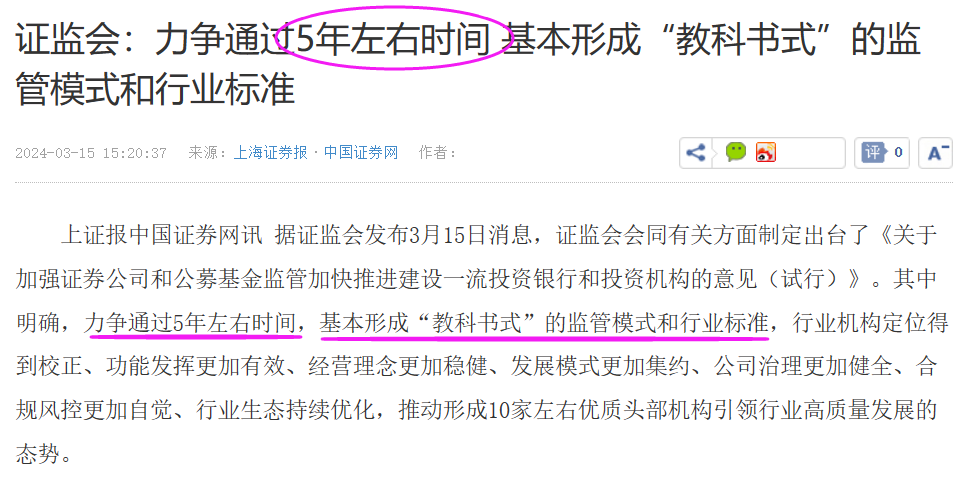 证监会：力争通过5年左右时间 基本形成“教科书式”的监
管模式和行业标准
2024-03-15 15:20:37 来源：上海证券报·中国证券网 作者：
评 0 A-
上证报中国证券网讯 据证监会发布3月15日消息，证监会会同有关方面制定出台了《关于
加强证券公司和公募基金监管加快推进建设一流投资银行和投资机构的意见（试行）》。其中
明确，力争通过5年左右时间，基本形成“教科书式”的监管模式和行业标准，行业机构定位得
到校正、功能发挥更加有效、经营理念更加稳健、发展模式更加集约、公司治理更加健全、合
规风控更加自觉、行业生态持续优化，推动形成10家左右优质头部机构引领行业高质量发展的
态势。